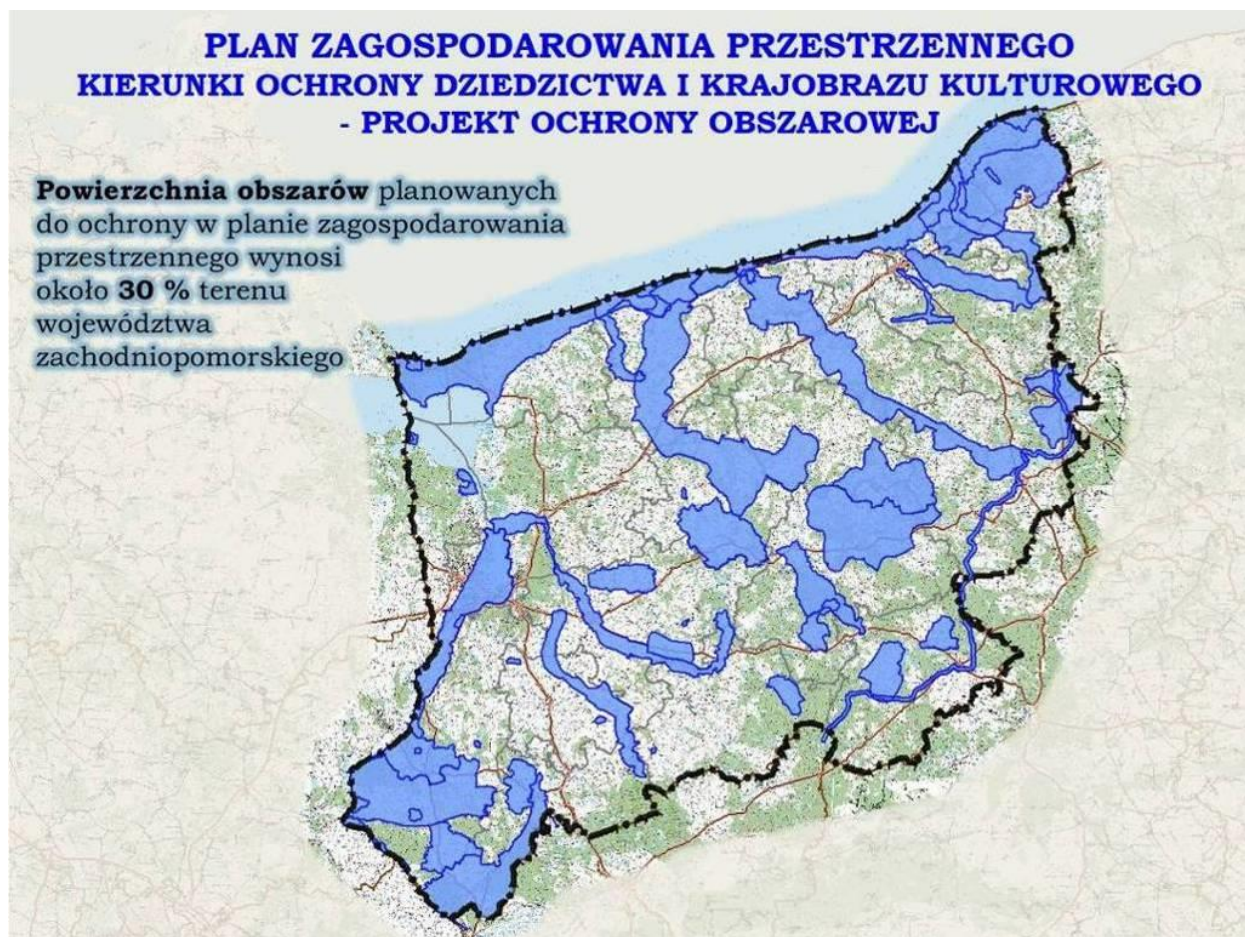 PLAN ZAGOSPODAROWANIA PRZESTRZENNEGO
KIERUNKI OCHRONY DZIEDZICTWA I KRAJOBRAZU KULTUROWEGO
- PROJEKT OCHRONY OBSZAROWEJ
Powierzchnia obszarów planowanych
do ochrony w planie zagospodarowania
przestrzennego wynosi
około 30 % terenu
województwa
zachodniopomorskiego